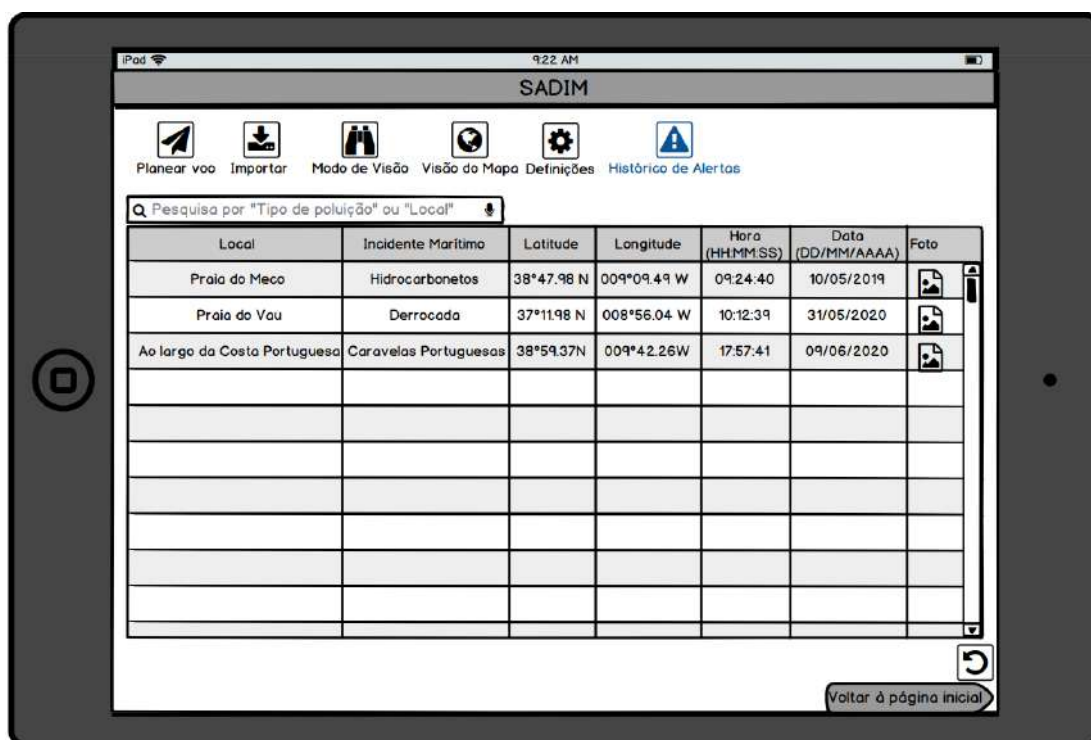 iPad 9:22 AM
SADIM
Planear voo Importar Modo de Visão Visão do Mapa Definições Histórico de Alertas
Pesquisa por "Tipo de poluição" ou "Local"
Local Incidente Marítimo Latitude Longitude Hora (HH:MM:SS) Data (DD/MM/AAAA) Foto
Praia do Meco Hidrocarbonetos 38°47.98 N 009°09.49 W 09:24:40 10/05/2019
Praia do Vau Derrocada 37°11.98 N 008°56.04 W 10:12:39 31/05/2020
Ao largo da Costa Portuguesa Caravelas Portuguesas 38°59.37N 009°42.26W 17:57:41 09/06/2020
Voltar à página inicial